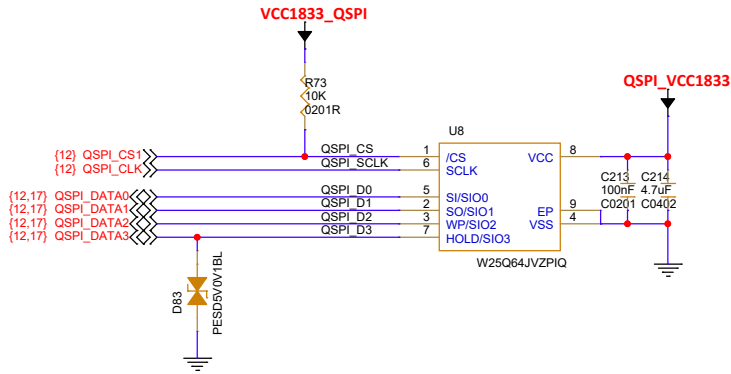 VCC1833_QSPI
R73
10K
0201R
QSPI_VCC1833
U8
{12} QSPI_CS1 QSPI_CS 1 /CS VCC 8
{12} QSPI_CLK QSPI_SCLK 6 SCLK
C213 C214
100nF 4.7uF
C0201 C0402
{12,17} QSPI_DATA0 QSPI_D0 5 SI/SIO0
{12,17} QSPI_DATA1 QSPI_D1 2 SO/SIO1 EP 9
{12,17} QSPI_DATA2 QSPI_D2 3 WP/SIO2 VSS 4
{12,17} QSPI_DATA3 QSPI_D3 7 HOLD/SIO3
W25Q64JVZPIQ
D83
PESD5V0V1BL